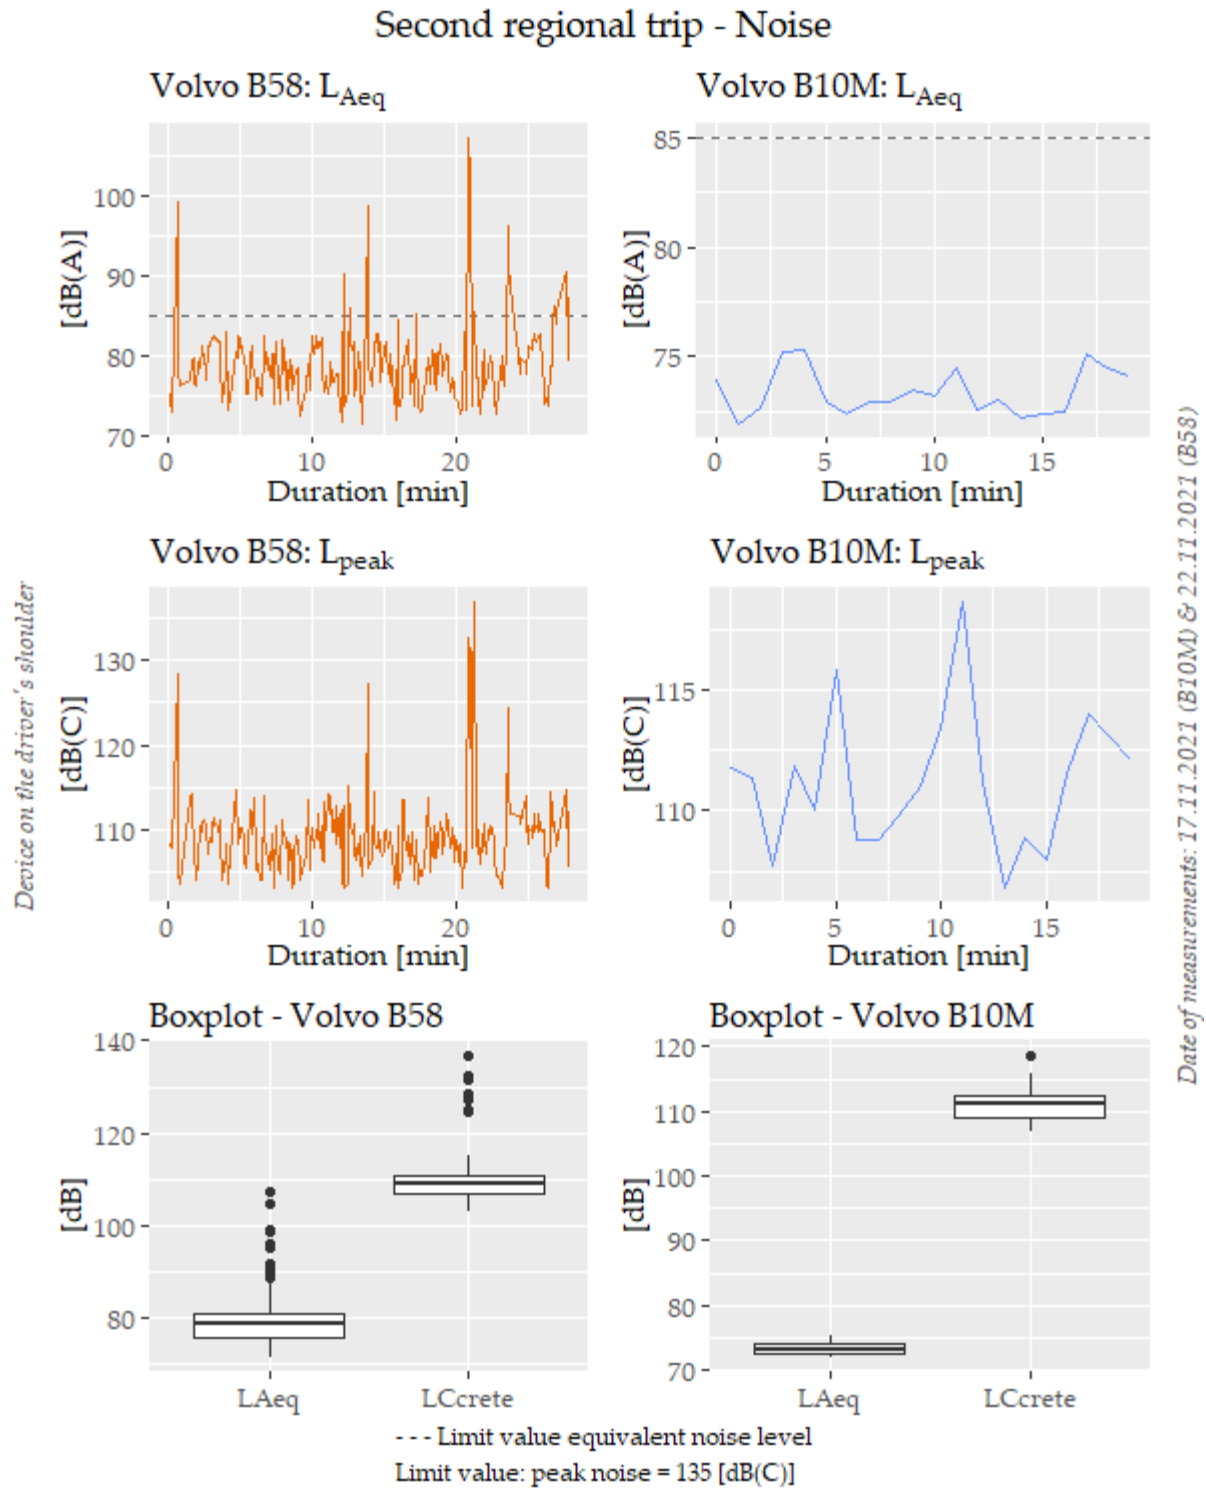 Second regional trip - Noise
Volvo B58: LAeq
Volvo B10M: LAeq
[dB(A)]
100
90
80
70
0 10 20
Duration [min]
[dB(A)]
85
80
75
0 5 10 15
Duration [min]
Volvo B58: Lpeak
Volvo B10M: Lpeak
[dB(C)]
130
120
110
0 10 20
Duration [min]
[dB(C)]
115
110
0 5 10 15
Duration [min]
Device on the driver's shoulder
Date of measurements: 17.11.2021 (B10M) & 22.11.2021 (B58)
Boxplot - Volvo B58
Boxplot - Volvo B10M
[dB]
140
120
100
80
LAeq LCcrete
[dB]
120
110
100
90
80
70
LAeq LCcrete
--- Limit value equivalent noise level
Limit value: peak noise = 135 [dB(C)]